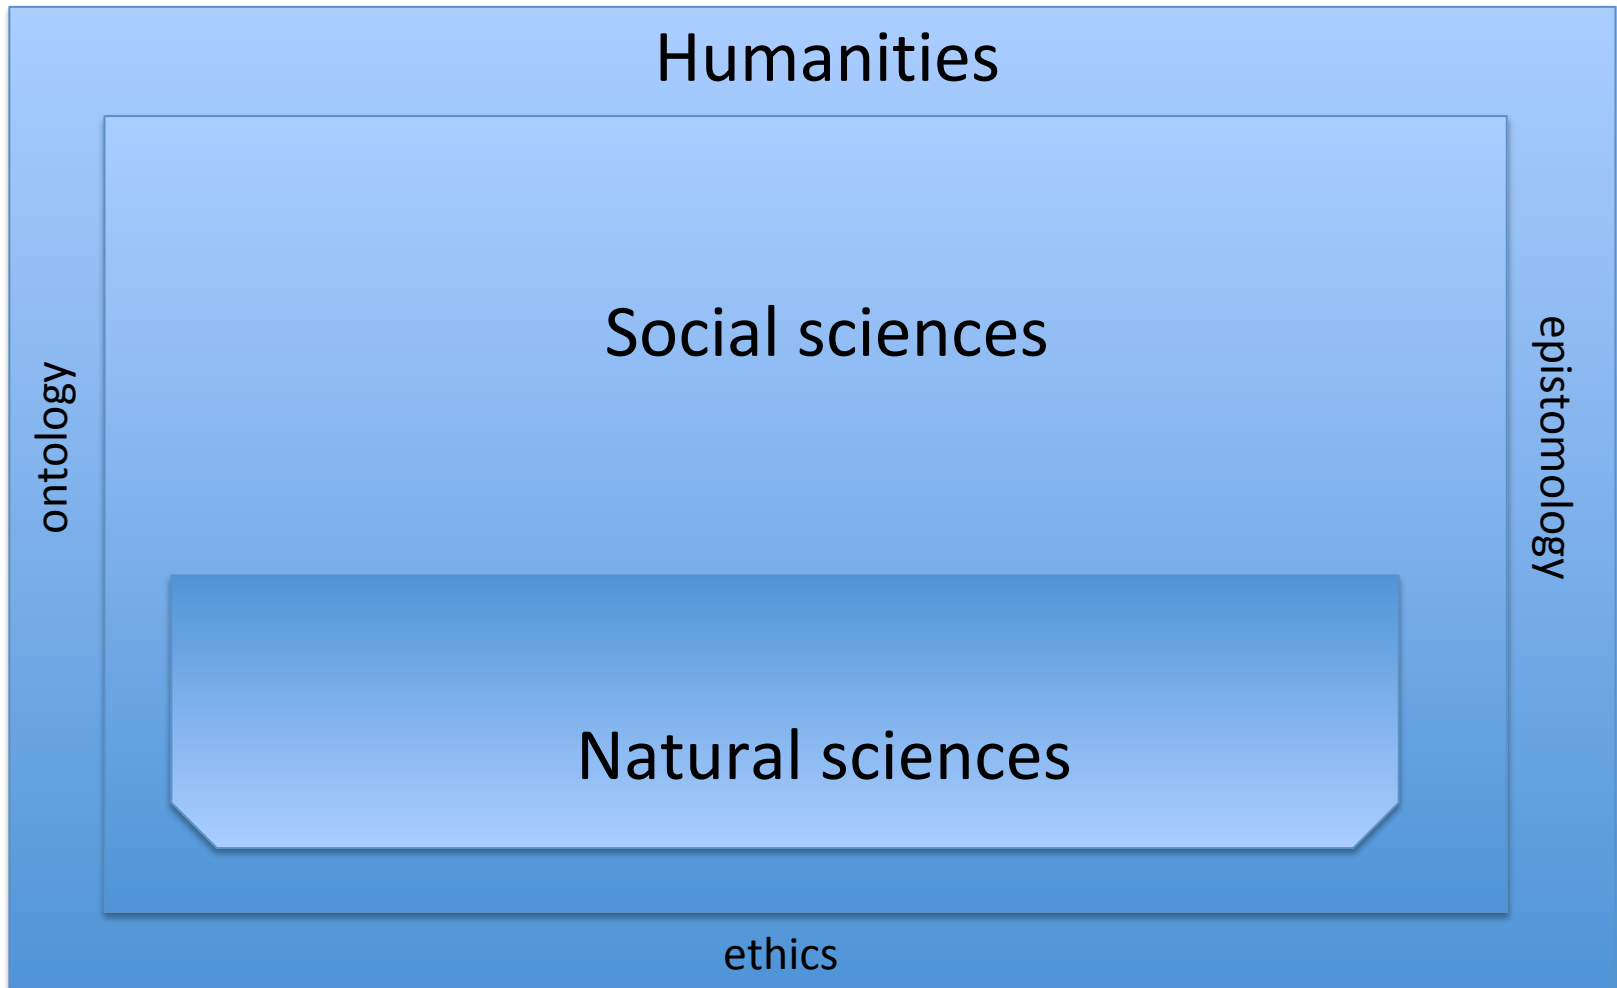 Humanities
Social sciences
ontology
epistomology
Natural sciences
ethics